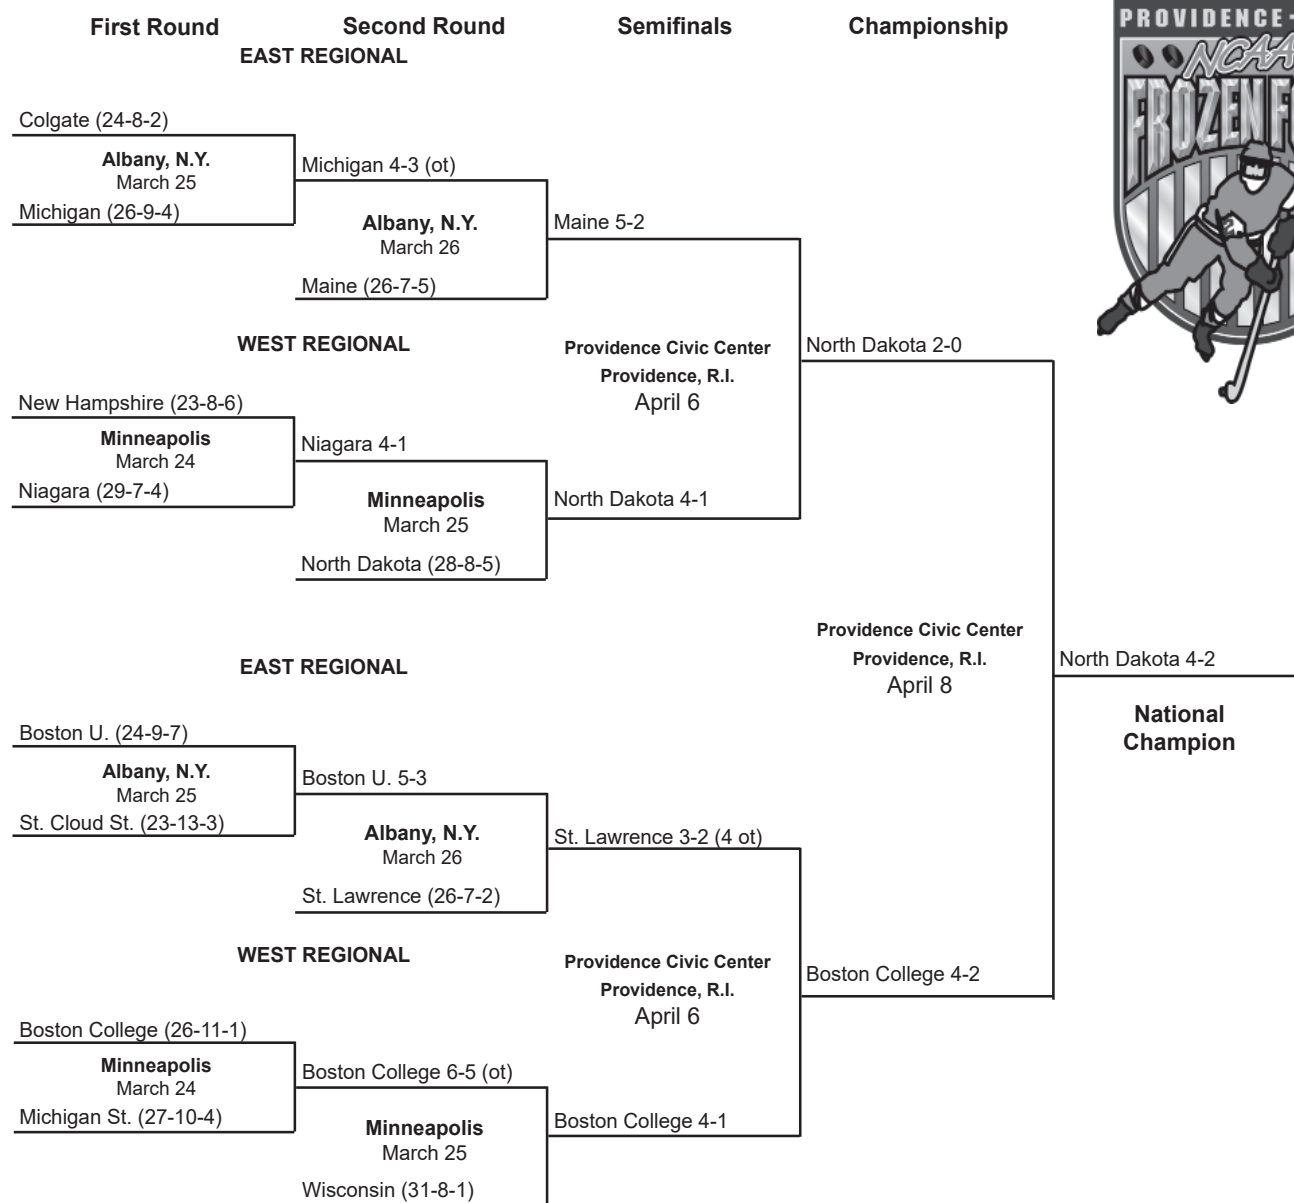 First Round Second Round Semifinals Championship
PROVIDENCE
NCAA
FROZEN
EAST REGIONAL
Colgate (24-8-2)
Albany, N.Y.
March 25
Michigan (26-9-4)
Michigan 4-3 (ot)
Albany, N.Y.
March 26
Maine (26-7-5)
Maine 5-2
WEST REGIONAL
New Hampshire (23-8-6)
Minneapolis
March 24
Niagara (29-7-4)
Niagara 4-1
Minneapolis
March 25
North Dakota (28-8-5)
North Dakota 4-1
Providence Civic Center
Providence, R.I.
April 6
North Dakota 2-0
EAST REGIONAL
Boston U. (24-9-7)
Albany, N.Y.
March 25
St. Cloud St. (23-13-3)
Boston U. 5-3
Albany, N.Y.
March 26
St. Lawrence (26-7-2)
St. Lawrence 3-2 (4 ot)
WEST REGIONAL
Boston College (26-11-1)
Minneapolis
March 24
Michigan St. (27-10-4)
Boston College 6-5 (ot)
Minneapolis
March 25
Wisconsin (31-8-1)
Boston College 4-1
Providence Civic Center
Providence, R.I.
April 6
Boston College 4-2
Providence Civic Center
Providence, R.I.
April 8
North Dakota 4-2
National
Champion